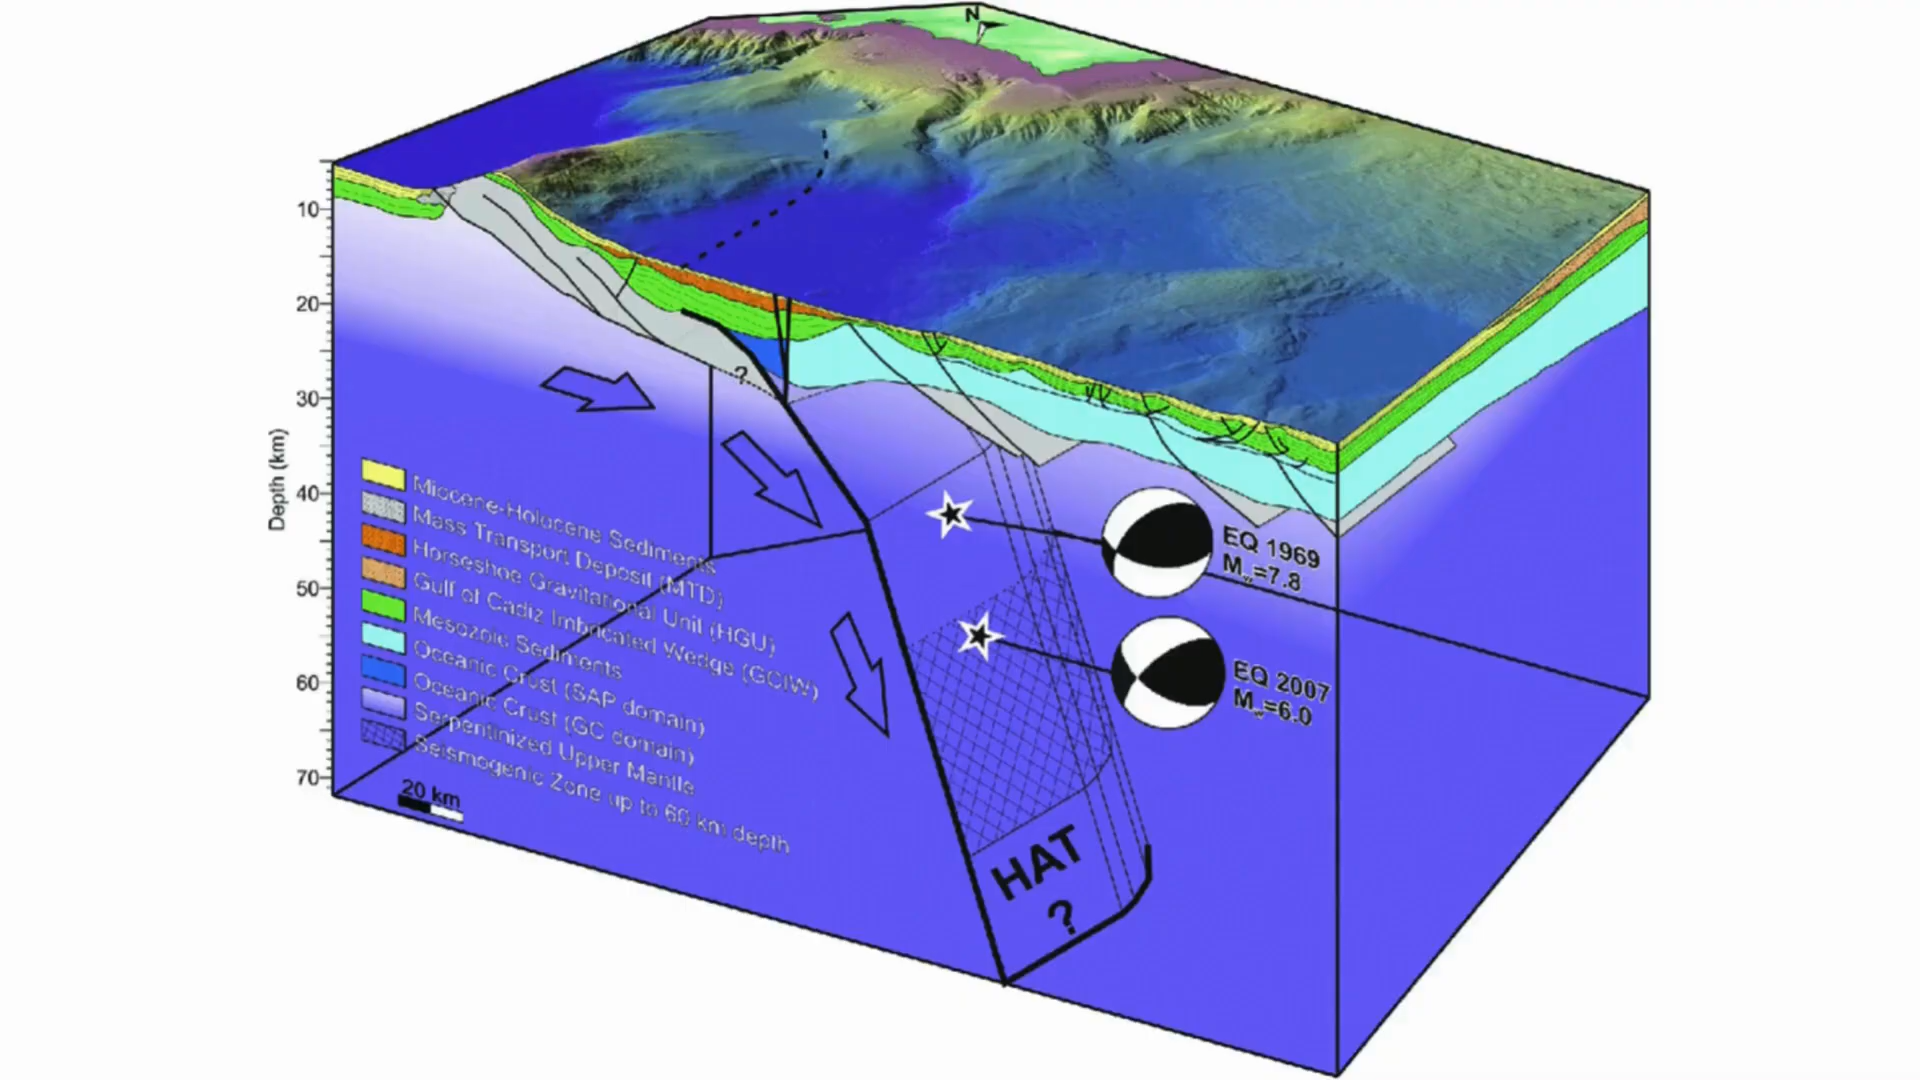 N
10
20
30
40
50
60
70
Depth (km)
?
Miocene-Holocene Sediments
Mass Transport Deposit (MTD)
Horseshoe Gravitational Unit (HGU)
Gulf of Cadiz Imbricated Wedge (GCIW)
Mesozoic Sediments
Oceanic Crust (SAP domain)
Oceanic Crust (GC domain)
Serpentinized Upper Mantle
Seismogenic Zone up to 60 km depth
20 km
EQ 1969
Mw=7.8
EQ 2007
Mw=6.0
HAT
?